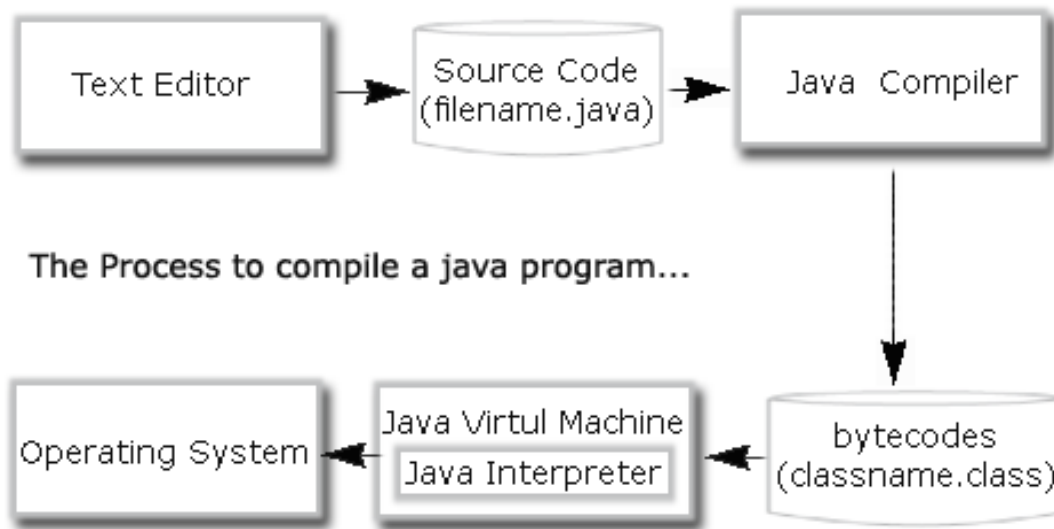 Text Editor
Source Code
(filename.java)
Java Compiler
The Process to compile a java program...
Operating System
Java Virtul Machine
Java Interpreter
bytecodes
(classname.class)